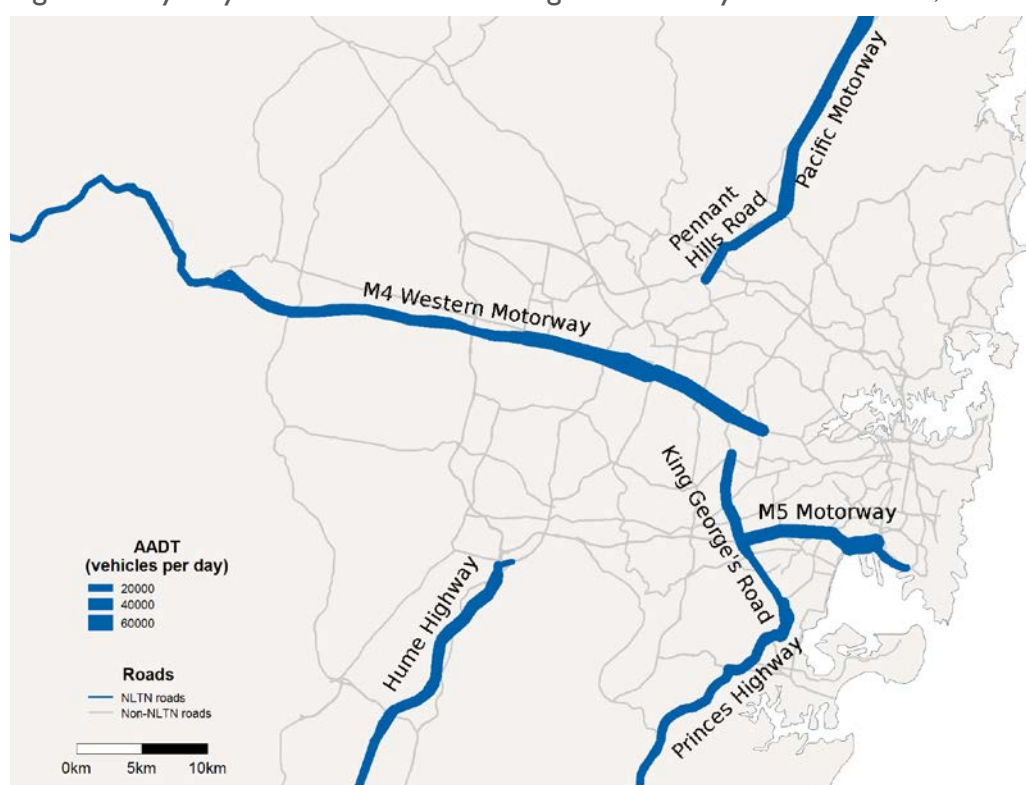 Pacific Motorway
Pennant
Hills Road
M4 Western Motorway
King George's Road
M5 Motorway
Hume Highway
Princes Highway
AADT
(vehicles per day)
20000
40000
60000
Roads
NLTN roads
Non-NLTN roads
0km 5km 10km